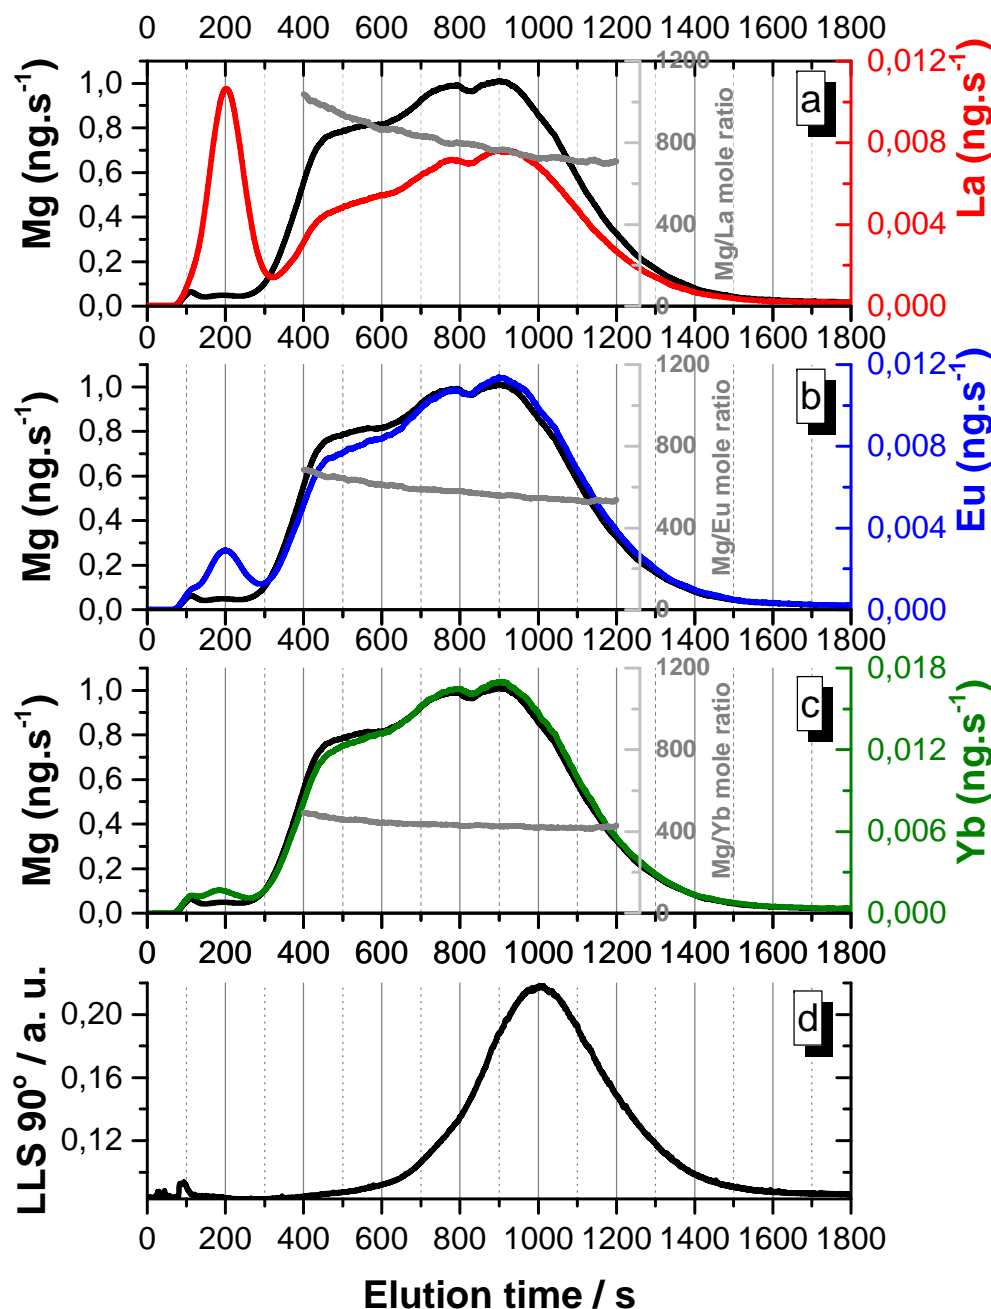 0 200 400 600 800 1000 1200 1400 1600 1800
1200 0,012
1,0 a
0,8 800 0,008
0,6
0,4 400 0,004
0,2
0,0 0 0,000
Mg (ng.s-1) Mg/La mole ratio La (ng.s-1)
0 200 400 600 800 1000 1200 1400 1600 1800
1200 0,012
1,0 b
0,8 800 0,008
0,6
0,4 400 0,004
0,2
0,0 0 0,000
Mg (ng.s-1) Mg/Eu mole ratio Eu (ng.s-1)
0 200 400 600 800 1000 1200 1400 1600 1800
1200 0,018
1,0 c
0,8 800 0,012
0,6
0,4 400 0,006
0,2
0,0 0 0,000
Mg (ng.s-1) Mg/Yb mole ratio Yb (ng.s-1)
0 200 400 600 800 1000 1200 1400 1600 1800
d
0,20
0,16
0,12
LLS 90° / a. u.
0 200 400 600 800 1000 1200 1400 1600 1800
Elution time / s